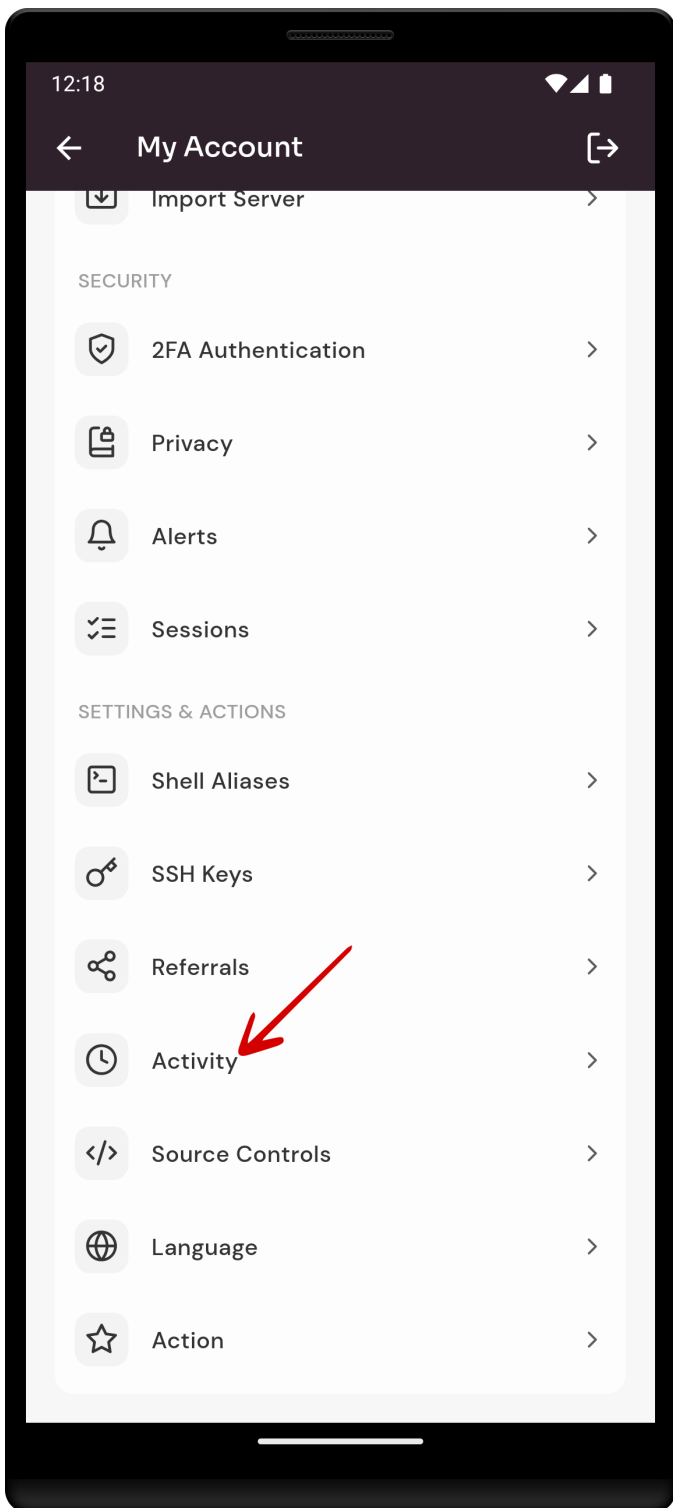 12:18
My Account
Import Server
SECURITY
2FA Authentication
Privacy
Alerts
Sessions
SETTINGS & ACTIONS
Shell Aliases
SSH Keys
Referrals
Activity
Source Controls
Language
Action